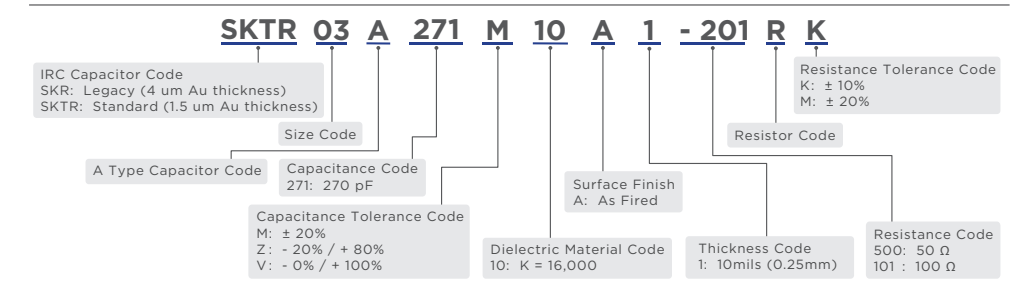 SKTR 03 A 271 M 10 A 1 - 201 R K
IRC Capacitor Code
SKR: Legacy (4 um Au thickness)
SKTR: Standard (1.5 um Au thickness)
Resistance Tolerance Code
K: ± 10%
M: ± 20%
Size Code
Resistor Code
A Type Capacitor Code
Capacitance Code
271: 270 pF
Surface Finish
A: As Fired
Capacitance Tolerance Code
M: ± 20%
Z: - 20% / + 80%
V: - 0% / + 100%
Dielectric Material Code
10: K = 16,000
Thickness Code
1: 10mils (0.25mm)
Resistance Code
500: 50 Ω
101 : 100 Ω